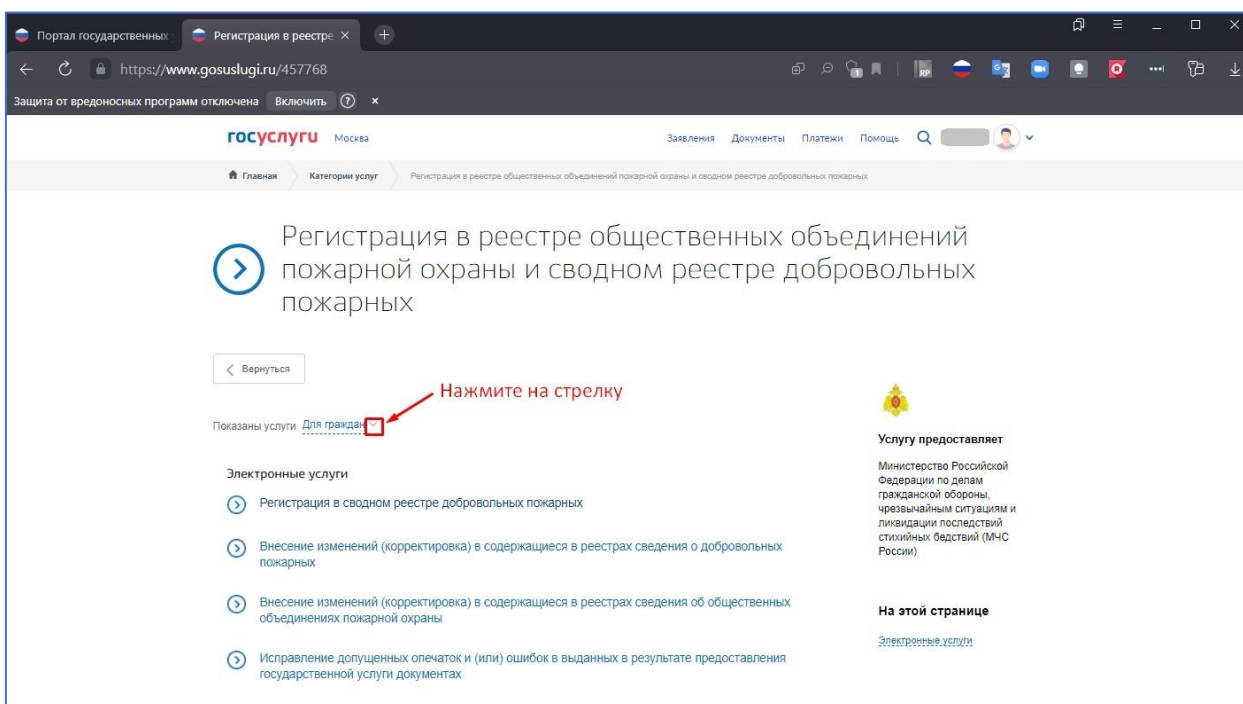 Портал государственных
Регистрация в реестре
https://www.gosuslugi.ru/457768
Защита от вредоносных программ отключена Включить
госуслуги Москва
Заявления Документы Платежи Помощь
Главная Категории услуг Регистрация в реестре общественных объединений пожарной охраны и сводном реестре добровольных пожарных
Регистрация в реестре общественных объединений
пожарной охраны и сводном реестре добровольных
пожарных
Вернуться
Нажмите на стрелку
Показаны услуги Для граждан
Электронные услуги
Регистрация в сводном реестре добровольных пожарных
Внесение изменений (корректировка) в содержащиеся в реестрах сведения о добровольных
пожарных
Внесение изменений (корректировка) в содержащиеся в реестрах сведения об общественных
объединениях пожарной охраны
Исправление допущенных опечаток и (или) ошибок в выданных в результате предоставления
государственной услуги документах
Услугу предоставляет
Министерство Российской
Федерации по делам
гражданской обороны,
чрезвычайным ситуациям и
ликвидации последствий
стихийных бедствий (МЧС
России)
На этой странице
Электронные услуги